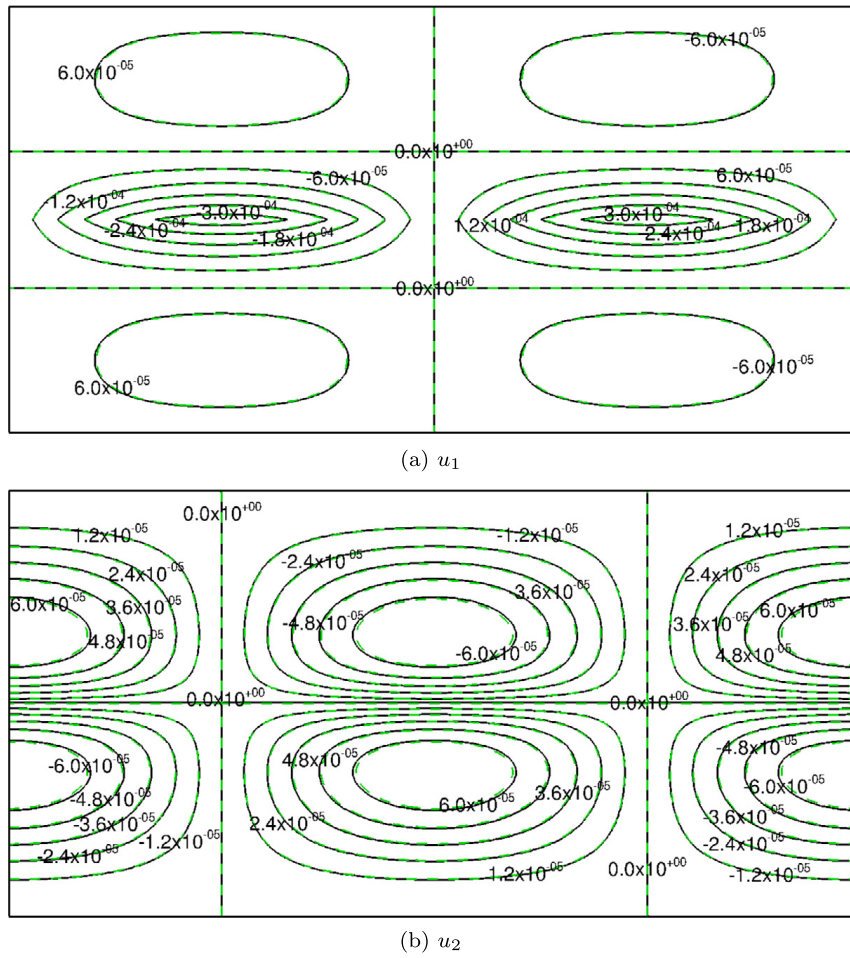 6.0x10⁻⁰⁵
-6.0x10⁻⁰⁵
0.0x10⁺⁰⁰
-6.0x10⁻⁰⁵
6.0x10⁻⁰⁵
-1.2x10⁻⁰⁴
-3.0x10⁻⁰⁴
-2.4x10⁻⁰⁴
-1.8x10⁻⁰⁴
1.2x10⁻⁰⁴
3.0x10⁻⁰⁴
2.4x10⁻⁰⁴
1.8x10⁻⁰⁴
0.0x10⁺⁰⁰
6.0x10⁻⁰⁵
-6.0x10⁻⁰⁵
(a) u₁
0.0x10⁺⁰⁰
1.2x10⁻⁰⁵
-1.2x10⁻⁰⁵
1.2x10⁻⁰⁵
2.4x10⁻⁰⁵
-2.4x10⁻⁰⁵
2.4x10⁻⁰⁵
6.0x10⁻⁰⁵
3.6x10⁻⁰⁵
-3.6x10⁻⁰⁵
6.0x10⁻⁰⁵
4.8x10⁻⁰⁵
-4.8x10⁻⁰⁵
3.6x10⁻⁰⁵
-6.0x10⁻⁰⁵
4.8x10⁻⁰⁵
0.0x10⁺⁰⁰
0.0x10⁺⁰⁰
-6.0x10⁻⁰⁵
4.8x10⁻⁰⁵
-4.8x10⁻⁰⁵
-4.8x10⁻⁰⁵
6.0x10⁻⁰⁵
3.6x10⁻⁰⁵
-6.0x10⁻⁰⁵
-3.6x10⁻⁰⁵
2.4x10⁻⁰⁵
-3.6x10⁻⁰⁵
-2.4x10⁻⁰⁵
-1.2x10⁻⁰⁵
-2.4x10⁻⁰⁵
1.2x10⁻⁰⁵
0.0x10⁺⁰⁰
-1.2x10⁻⁰⁵
(b) u₂